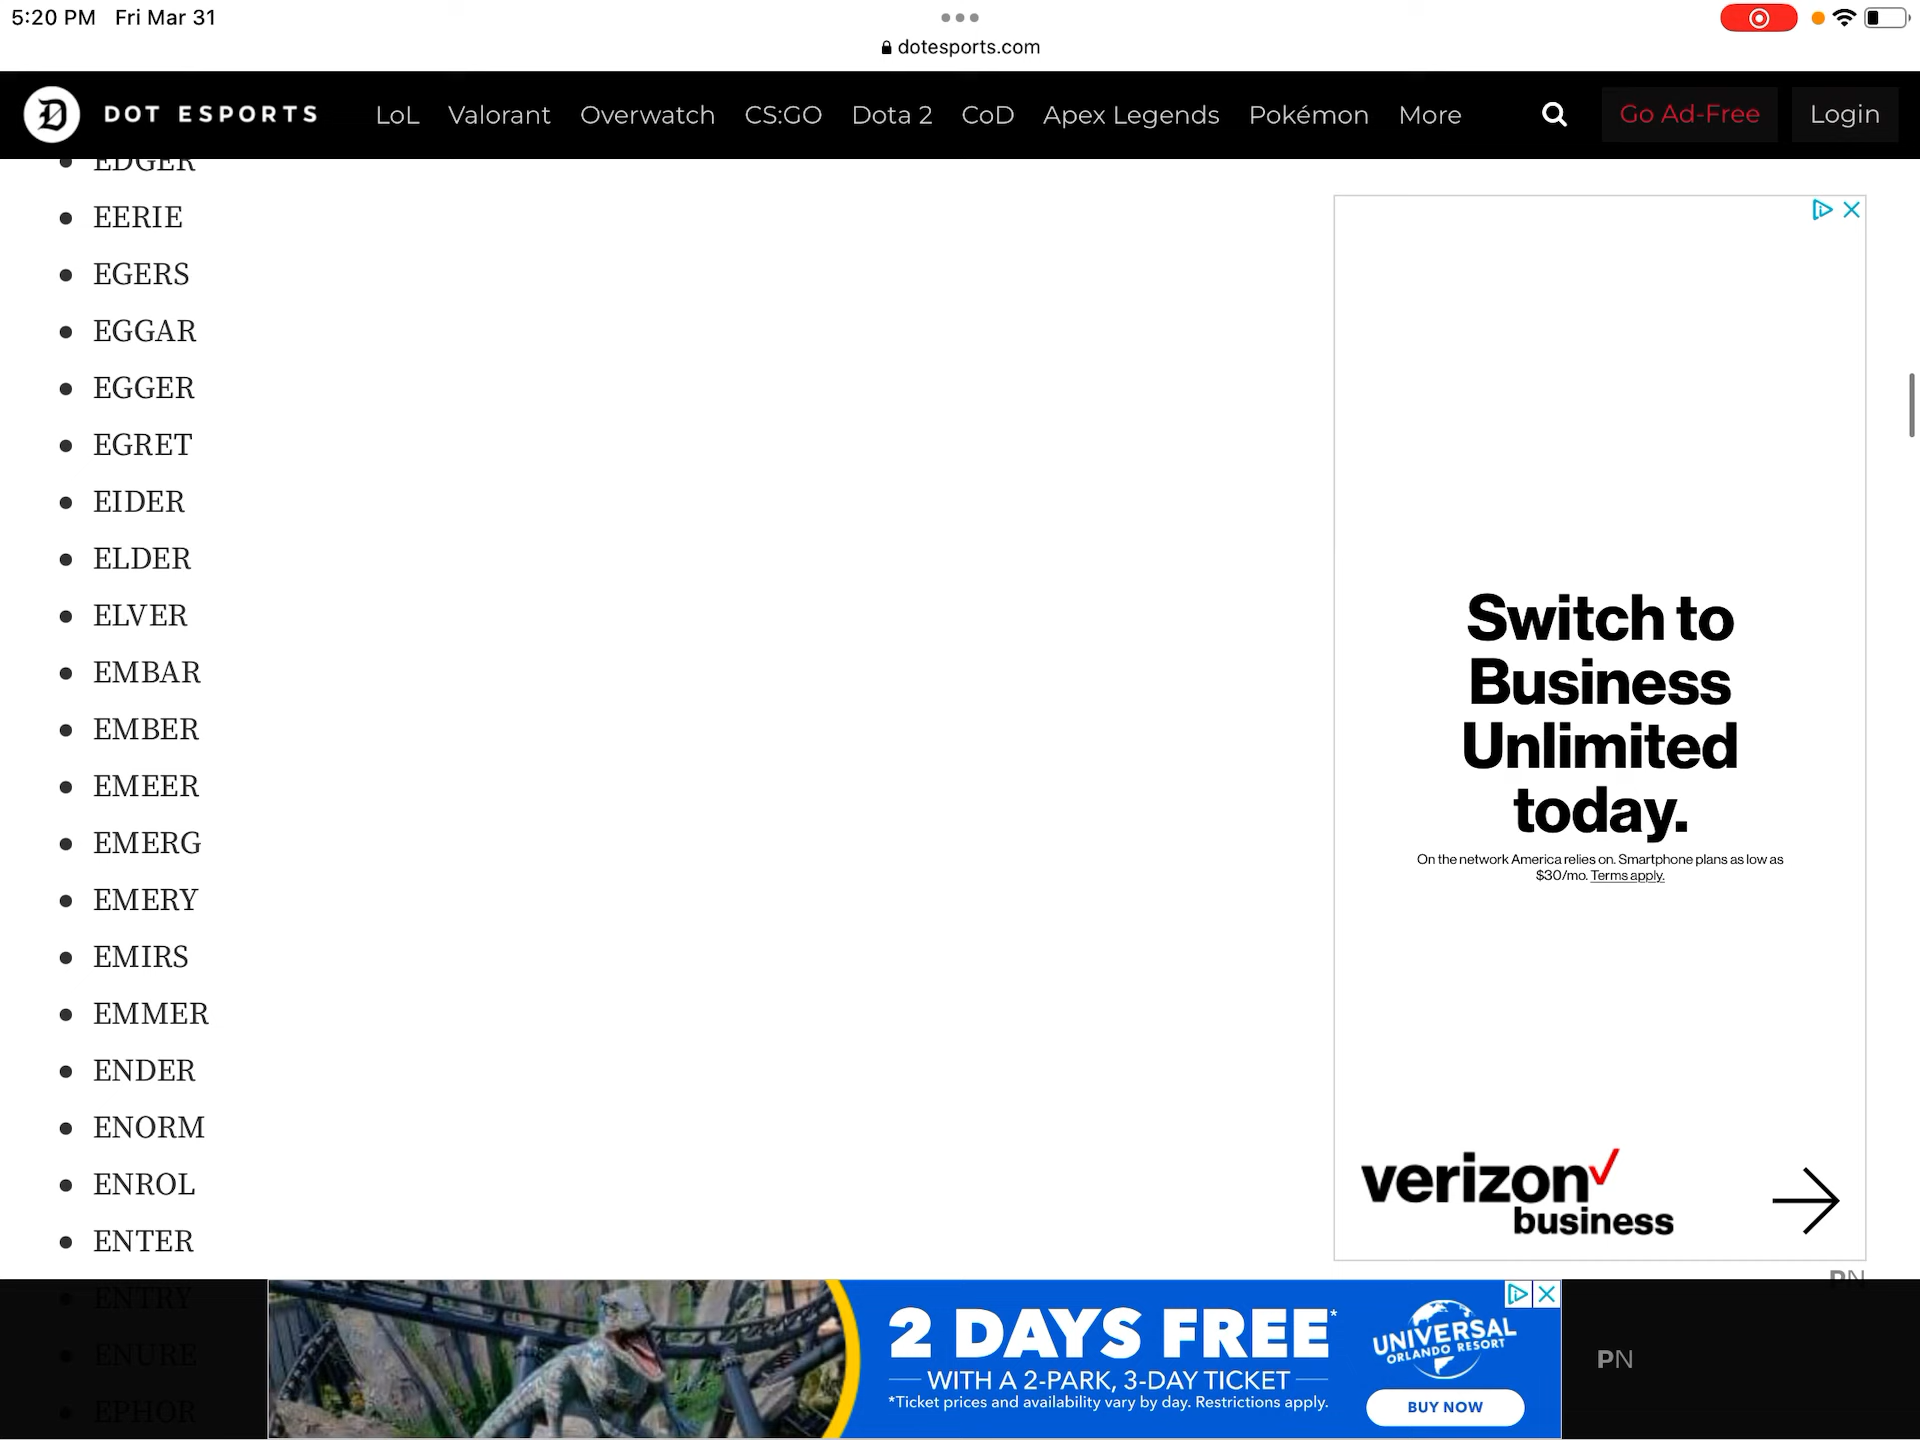 5:20 PM Fri Mar 31
dotesports.com
DOT ESPORTS LoL Valorant Overwatch CS:GO Dota 2 CoD Apex Legends Pokémon More Go Ad-Free Login
EDGER
EERIE
EGERS
EGGAR
EGGER
EGRET
EIDER
ELDER
ELVER
EMBAR
EMBER
EMEER
EMERG
EMERY
EMIRS
EMMER
ENDER
ENORM
ENROL
ENTER
ENTRY
ENURE
EPHOR
Switch to
Business
Unlimited
today.
On the network America relies on. Smartphone plans as low as
$30/mo. Terms apply.
verizon
business
PN
2 DAYS FREE*
WITH A 2-PARK, 3-DAY TICKET
*Ticket prices and availability vary by day. Restrictions apply.
UNIVERSAL
ORLANDO RESORT
BUY NOW
PN